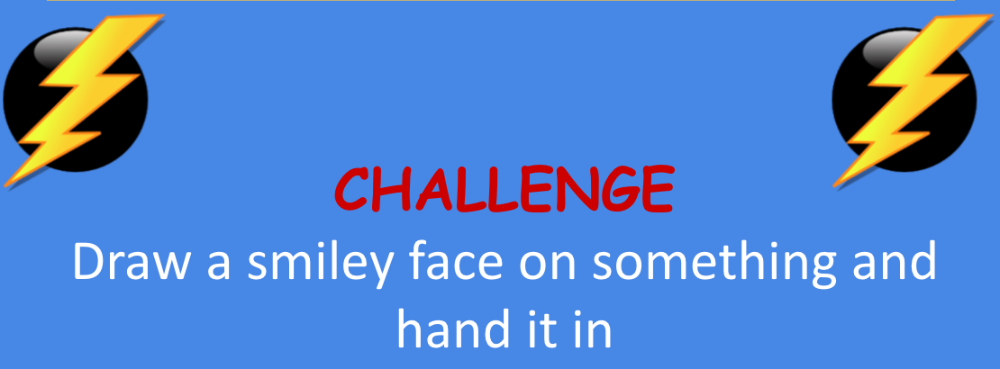 CHALLENGE
Draw a smiley face on something and
hand it in